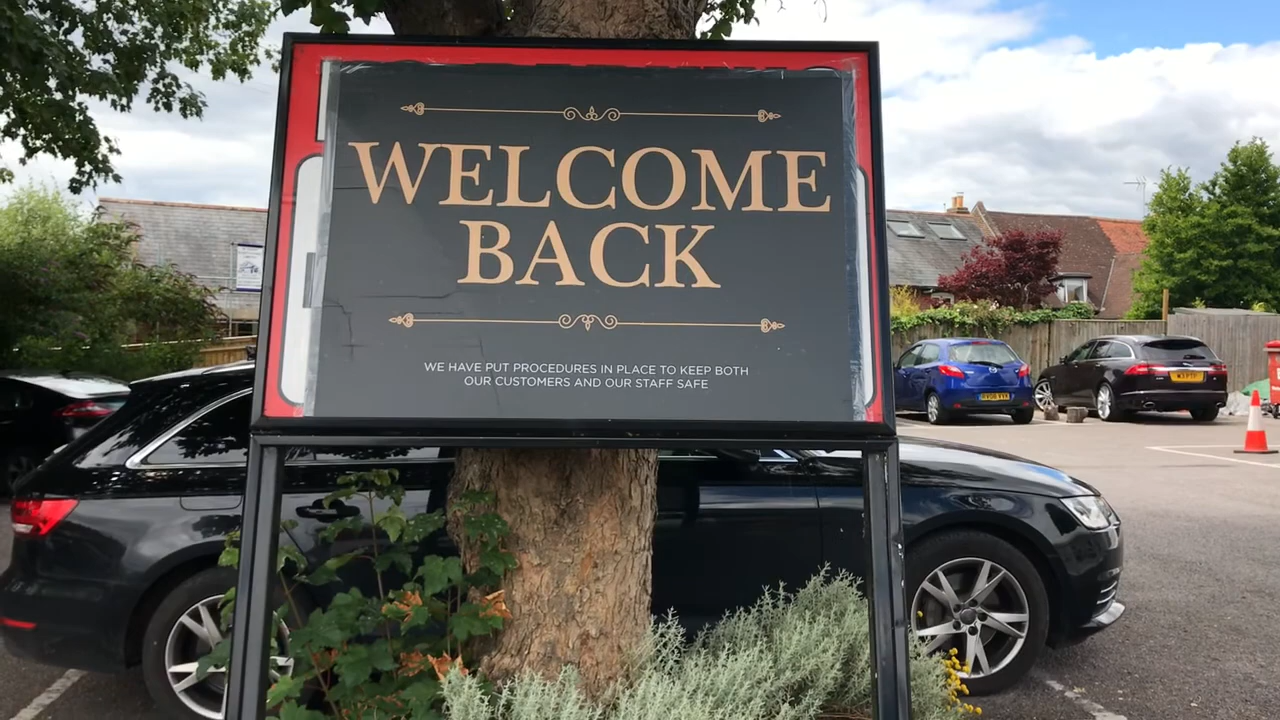 WELCOME
BACK
WE HAVE PUT PROCEDURES IN PLACE TO KEEP BOTH
OUR CUSTOMERS AND OUR STAFF SAFE